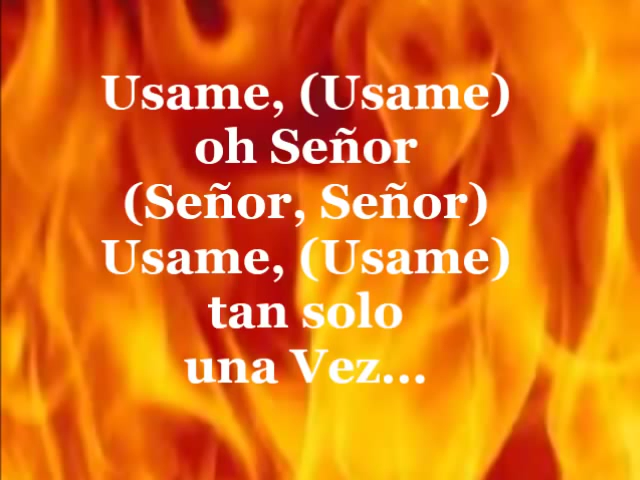 Usame, (Usame)
oh Señor
(Señor, Señor)
Usame, (Usame)
tan solo
una Vez...